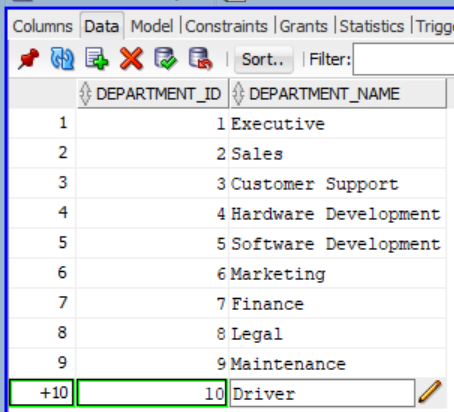 Columns Data Model Constraints Grants Statistics Trigg
Sort.. Filter:
DEPARTMENT_ID DEPARTMENT_NAME
1 1 Executive
2 2 Sales
3 3 Customer Support
4 4 Hardware Development
5 5 Software Development
6 6 Marketing
7 7 Finance
8 8 Legal
9 9 Maintenance
+10 10 Driver